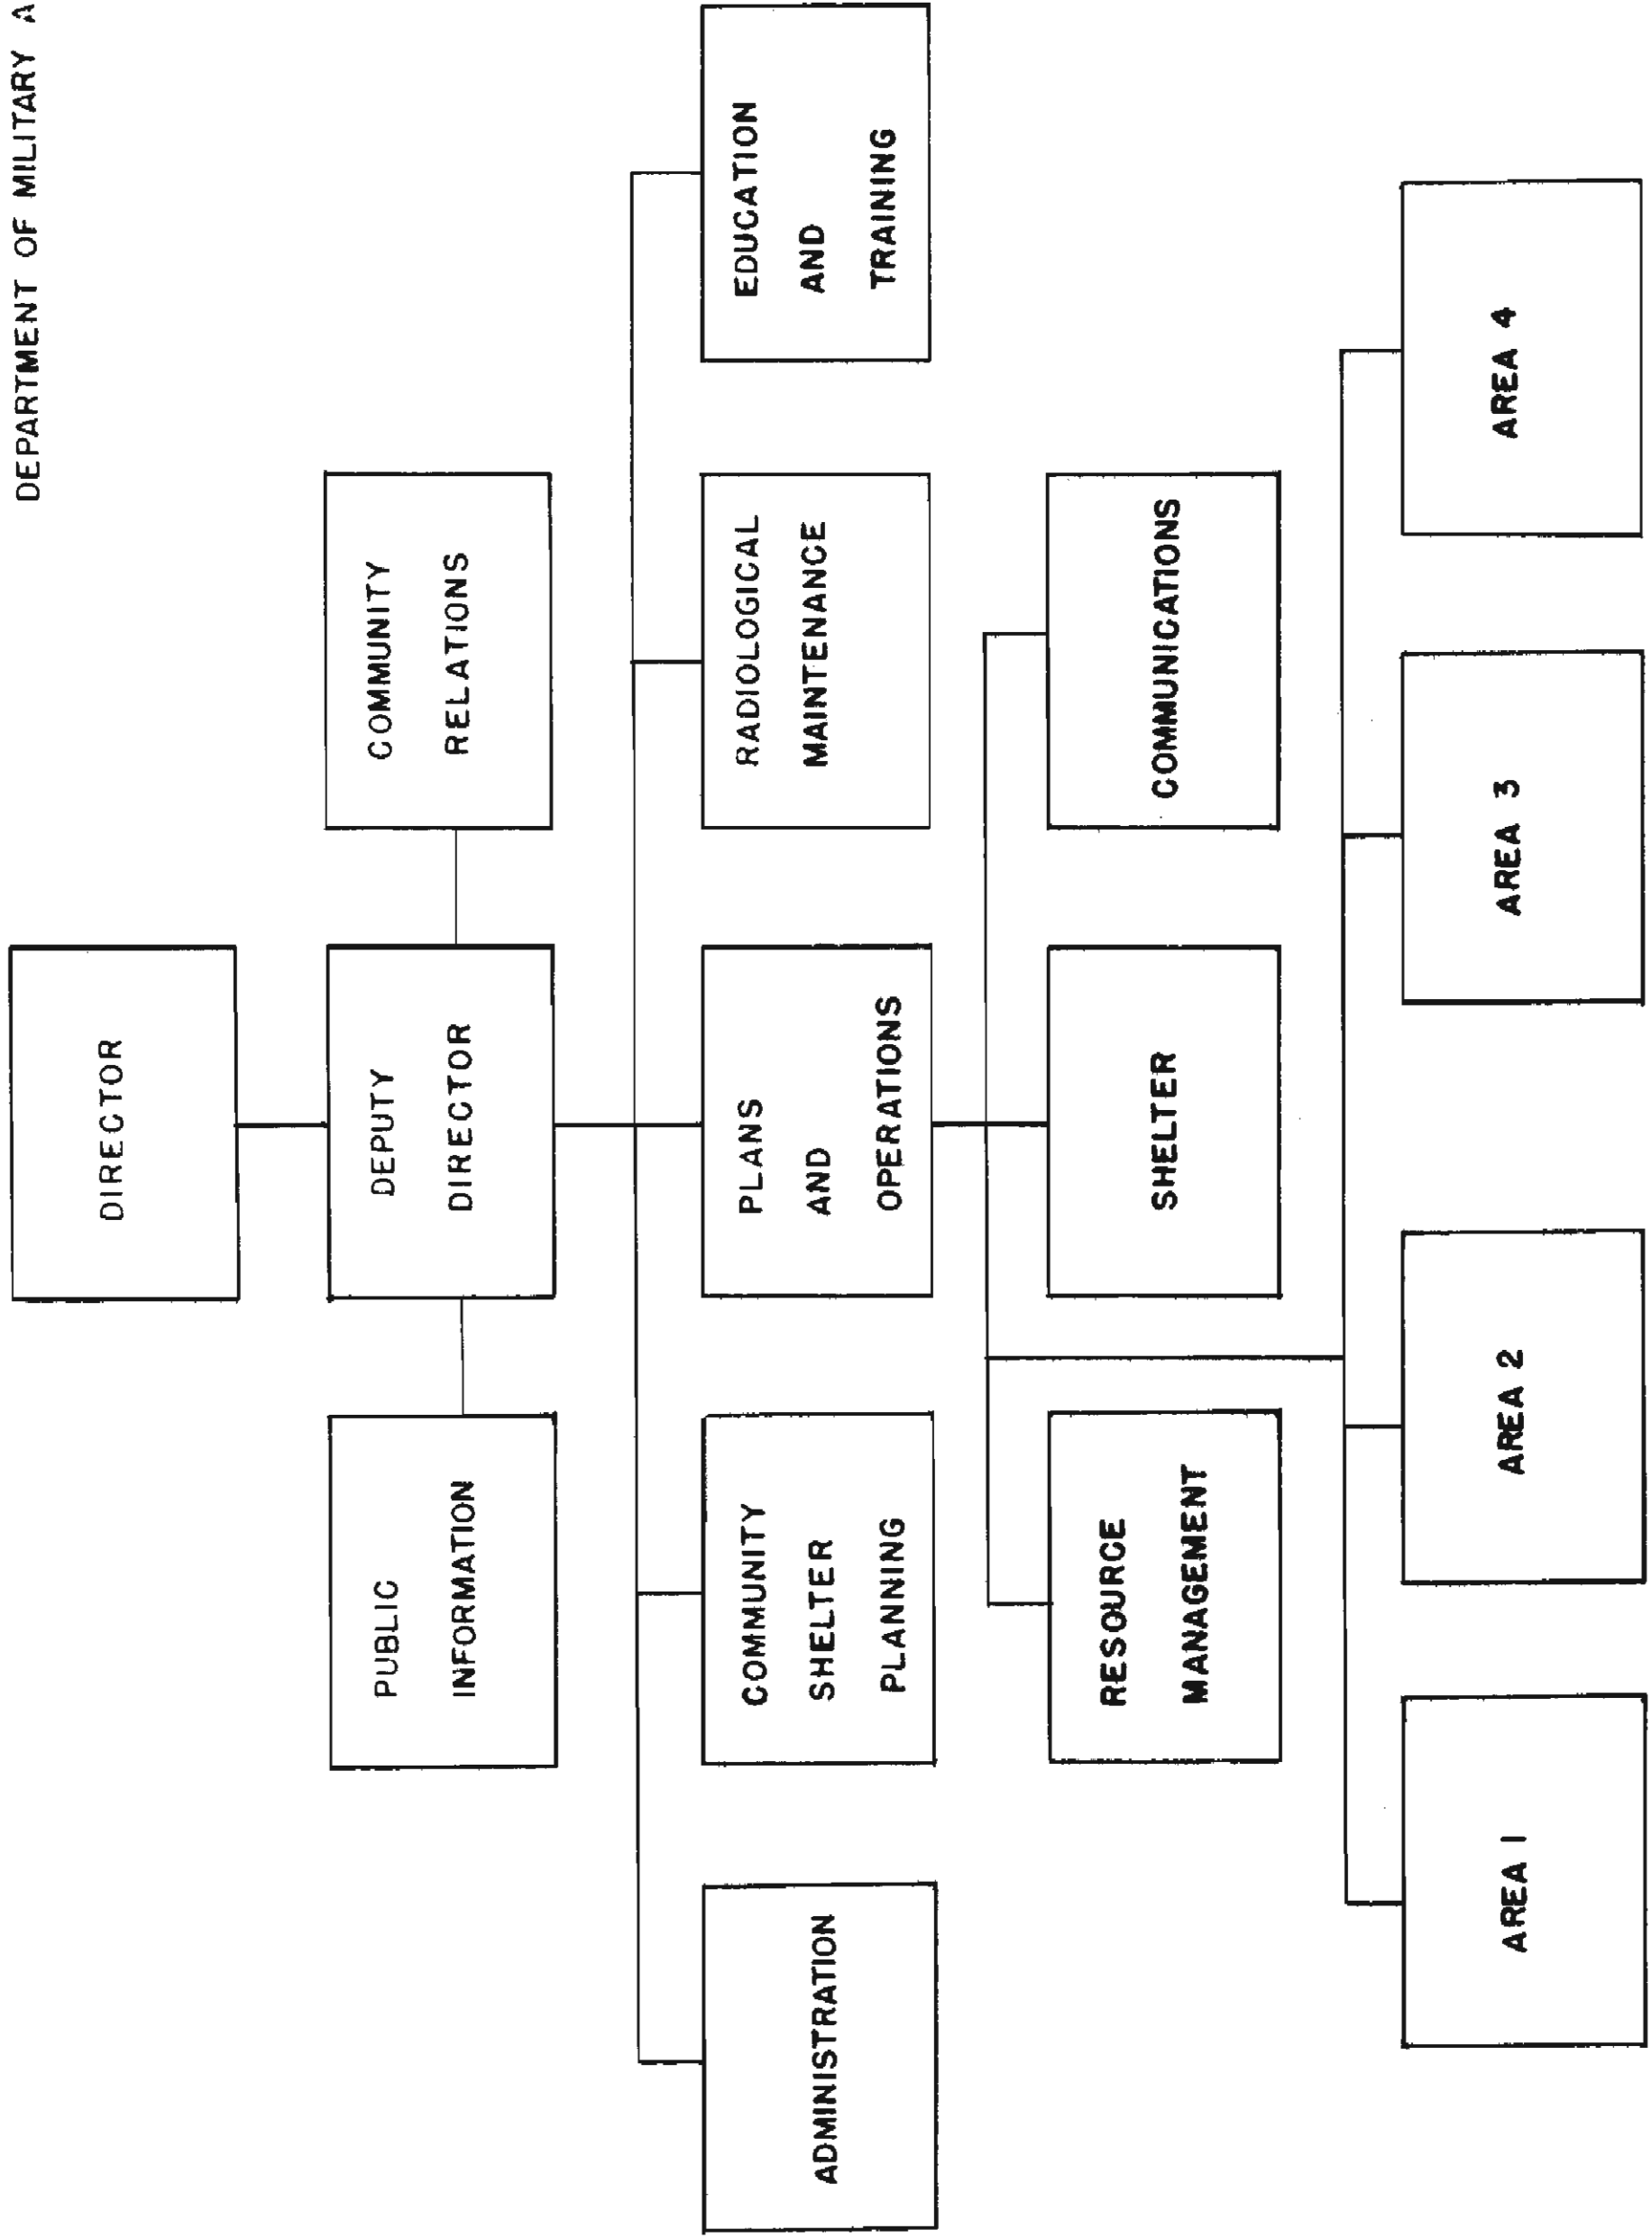 DEPARTMENT OF MILITARY A
DIRECTOR
PUBLIC
INFORMATION
DEPUTY
DIRECTOR
COMMUNITY
RELATIONS
ADMINISTRATION
COMMUNITY
SHELTER
PLANNING
PLANS
AND
OPERATIONS
RADIOLOGICAL
MAINTENANCE
EDUCATION
AND
TRAINING
RESOURCE
MANAGEMENT
SHELTER
COMMUNICATIONS
AREA 1
AREA 2
AREA 3
AREA 4